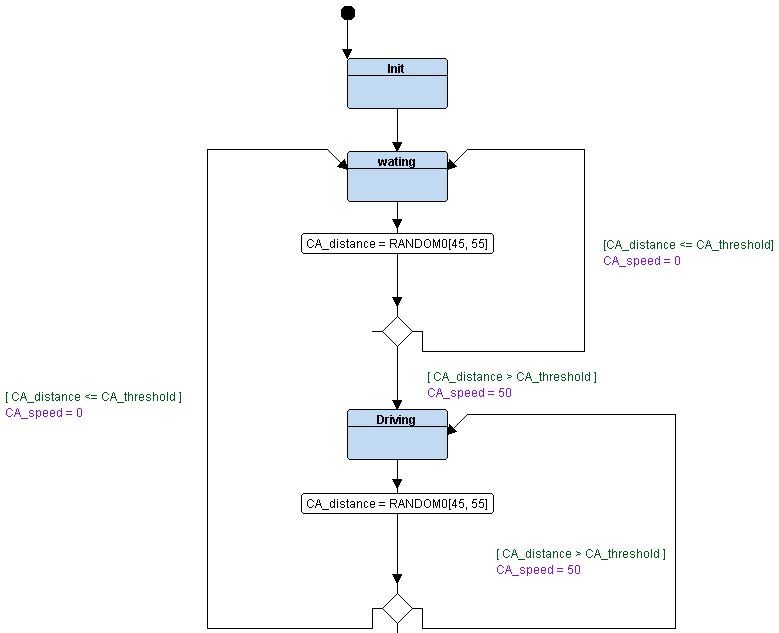 Init
wating
CA_distance = RANDOM0[45, 55]
[CA_distance <= CA_threshold]
CA_speed = 0
[ CA_distance > CA_threshold ]
CA_speed = 50
[ CA_distance <= CA_threshold ]
CA_speed = 0
Driving
CA_distance = RANDOM0[45, 55]
[ CA_distance > CA_threshold ]
CA_speed = 50